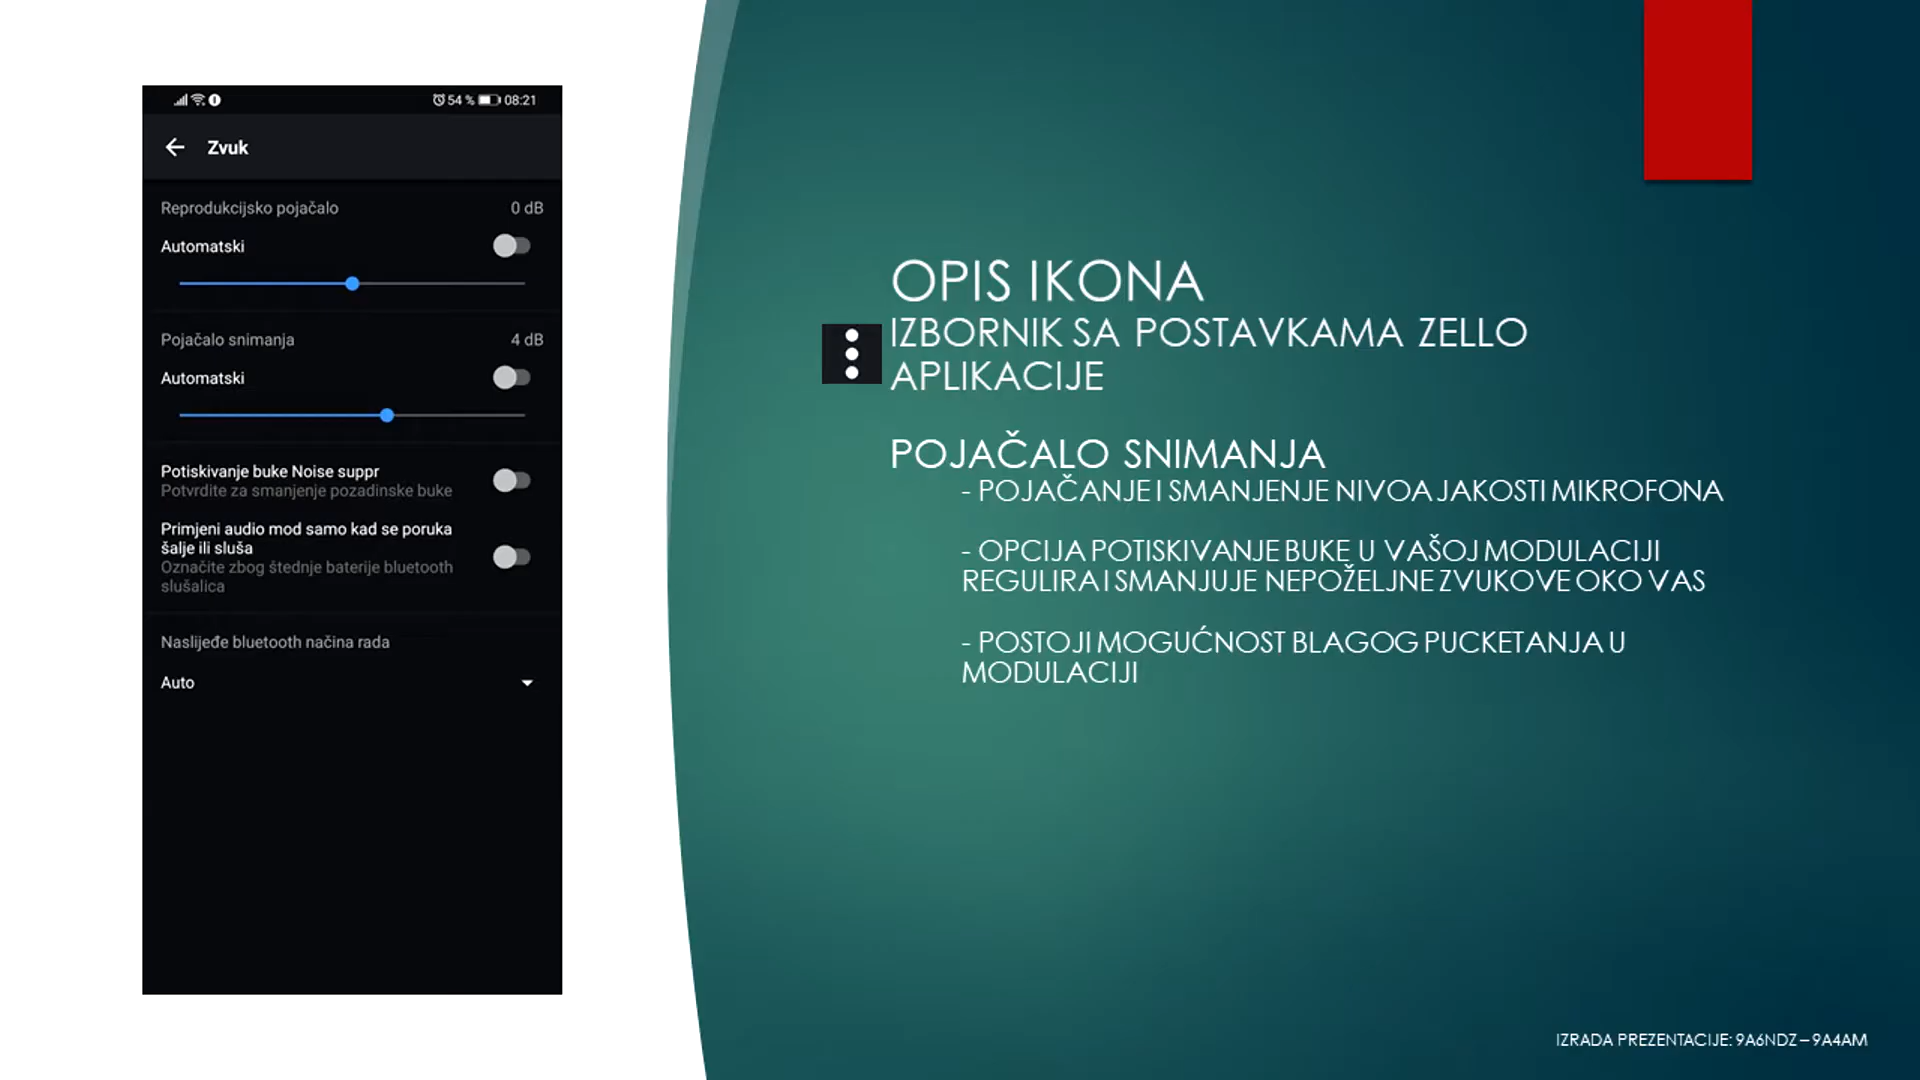 54 % 08:21
Zvuk
Reprodukcijsko pojačalo 0 dB
Automatski
Pojačalo snimanja 4 dB
Automatski
Potiskivanje buke Noise suppr
Potvrdite za smanjenje pozadinske buke
Primjeni audio mod samo kad se poruka
šalje ili sluša
Označite zbog štednje baterije bluetooth
slušalica
Naslijeđe bluetooth načina rada
Auto
OPIS IKONA
IZBORNIK SA POSTAVKAMA ZELLO
APLIKACIJE
POJAČALO SNIMANJA
- POJAČANJE I SMANJENJE NIVOA JAKOSTI MIKROFONA
- OPCIJA POTISKIVANJE BUKE U VAŠOJ MODULACIJI
REGULIRA I SMANJUJE NEPOŽELJNE ZVUKOVE OKO VAS
- POSTOJI MOGUĆNOST BLAGOG PUCKETANJA U
MODULACIJI
IZRADA PREZENTACIJE: 9A6NDZ – 9A4AM